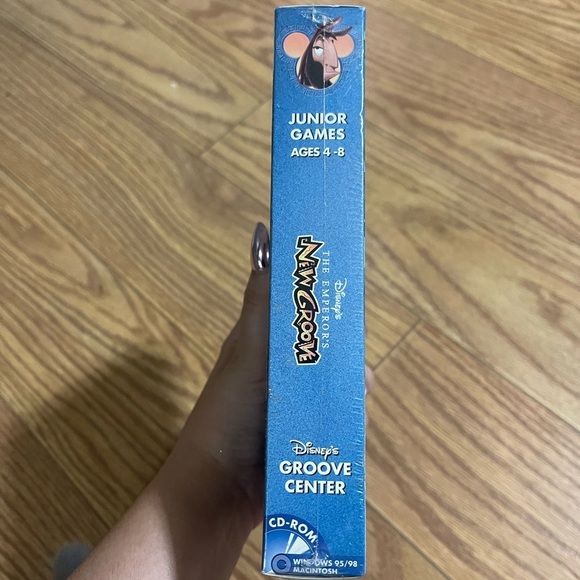 JUNIOR
GAMES
AGES 4-8
DISNEY'S
THE EMPEROR'S
NEW GROOVE
DISNEY'S
GROOVE
CENTER
CD-ROM
WINDOWS 95/98
MACINTOSH